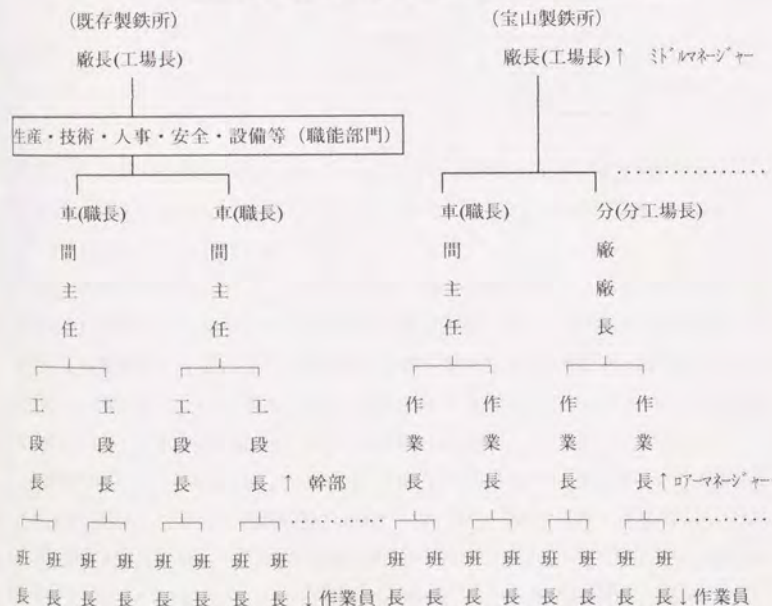 (既存製鉄所)
廠長(工場長)
生産・技術・人事・安全・設備等（職能部門）
車間主任(職長)
車間主任(職長)
工段長
工段長
工段長
工段長 ↑ 幹部
班長
班長
班長
班長
班長
班長
班長
班長 ↓作業員
(宝山製鉄所)
廠長(工場長)↑ ﾐﾄﾞﾙﾏﾈｰｼﾞｬｰ
車間主任(職長)
分廠廠長(分工場長)
作業長
作業長
作業長
作業長↑ﾛｱｰﾏﾈｰｼﾞｬｰ
班長
班長
班長
班長
班長
班長
班長
班長↓作業員